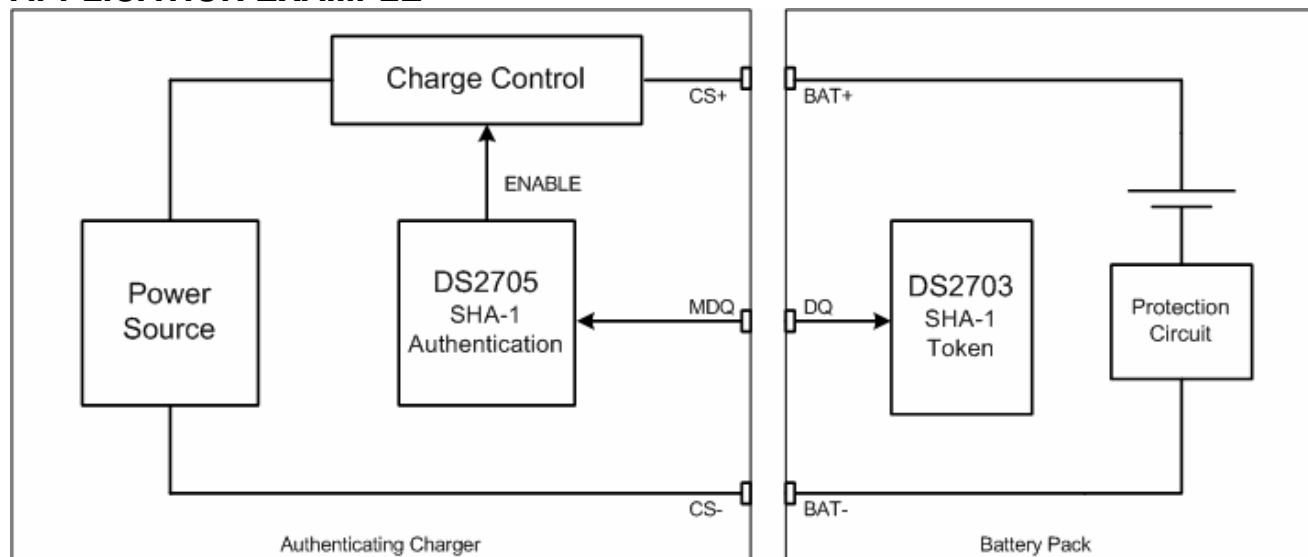 Charge Control
CS+
BAT+
ENABLE
Power
Source
DS2705
SHA-1
Authentication
MDQ
DQ
DS2703
SHA-1
Token
Protection
Circuit
CS-
BAT-
Authenticating Charger
Battery Pack